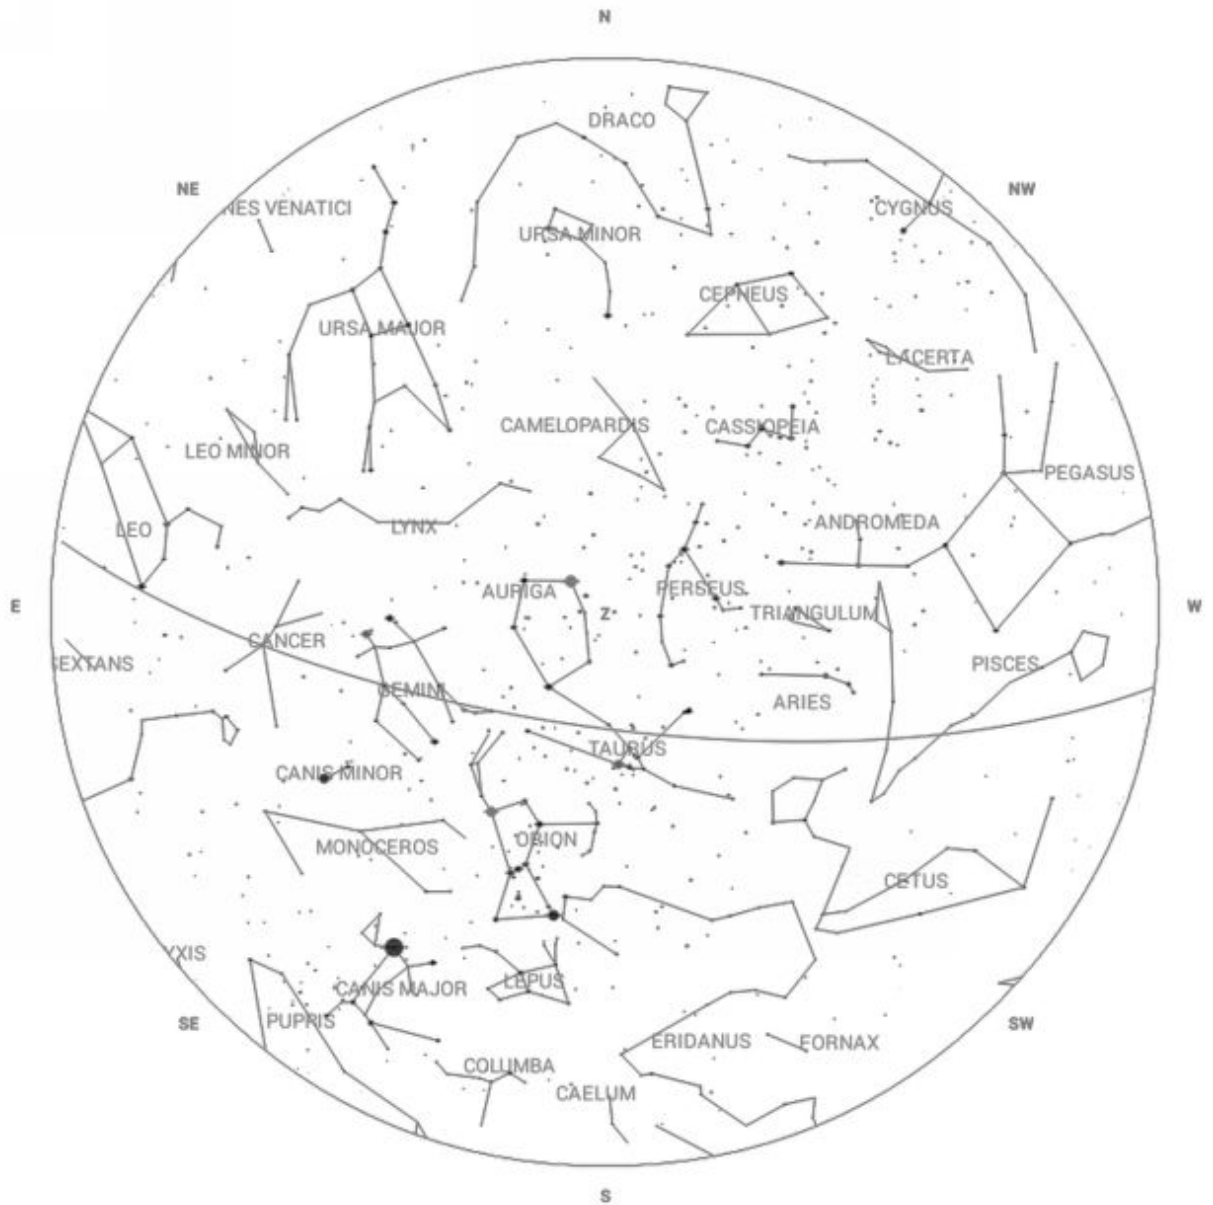 N
DRACO
NE
NW
NES VENATICI
CYGNUS
URSA MINOR
CEPHEUS
URSA MAJOR
LACERTA
CAMELOPARDIS
CASSIOPEIA
LEO MINOR
PEGASUS
LEO
LYNX
ANDROMEDA
AURIGA
PERSEUS
E
Z
TRIANGULUM
W
CANCER
SEXTANS
PISCES
GEMINI
ARIES
TAURUS
CANIS MINOR
MONOCEROS
ORION
CETUS
YXIS
CANIS MAJOR
LEPUS
SE
PUPPIS
SW
ERIDANUS
FORNAX
COLUMBA
CAELUM
S